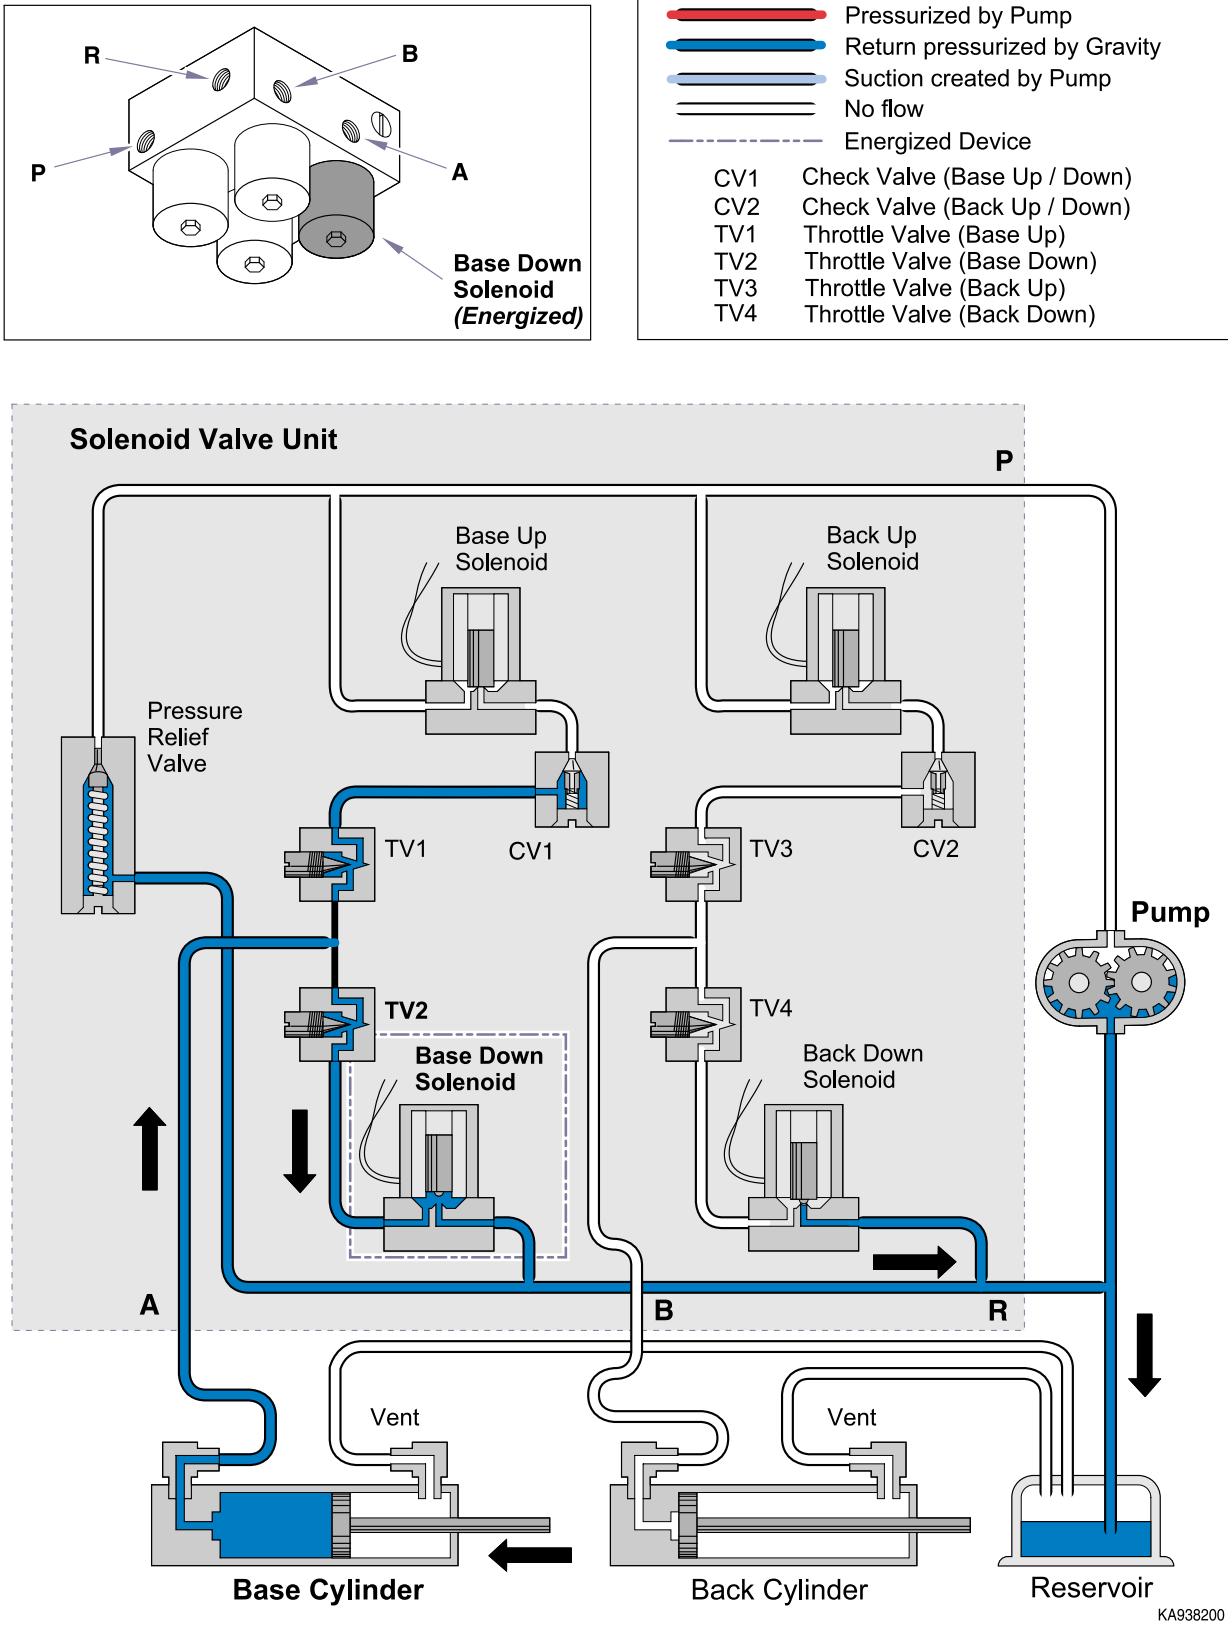 R
B
P
A
Base Down
Solenoid
(Energized)
Pressurized by Pump
Return pressurized by Gravity
Suction created by Pump
No flow
Energized Device
CV1 Check Valve (Base Up / Down)
CV2 Check Valve (Back Up / Down)
TV1 Throttle Valve (Base Up)
TV2 Throttle Valve (Base Down)
TV3 Throttle Valve (Back Up)
TV4 Throttle Valve (Back Down)
Solenoid Valve Unit
P
Base Up
Solenoid
Back Up
Solenoid
Pressure
Relief
Valve
TV1
CV1
TV3
CV2
Pump
TV2
TV4
Base Down
Solenoid
Back Down
Solenoid
A
B
R
Vent
Vent
Base Cylinder
Back Cylinder
Reservoir
KA938200